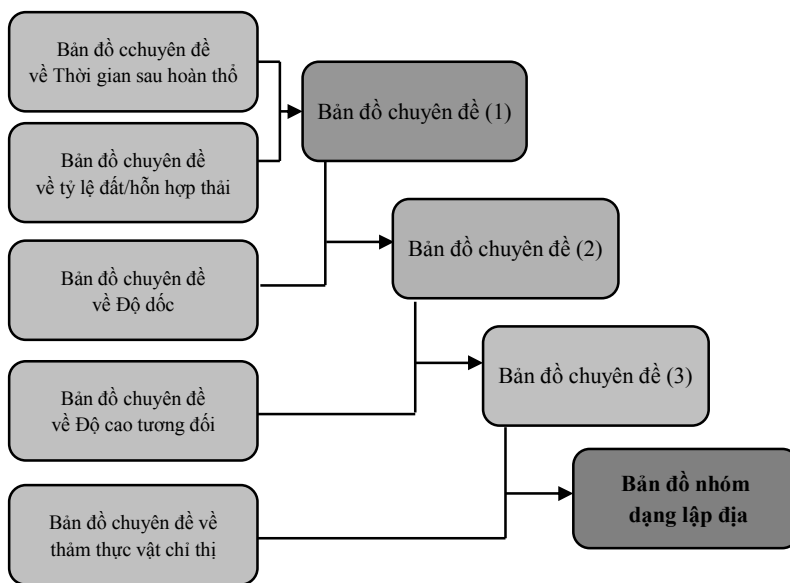 Bản đồ cchuyên đề
về Thời gian sau hoàn thổ
Bản đồ chuyên đề (1)
Bản đồ chuyên đề
về tỷ lệ đất/hỗn hợp thải
Bản đồ chuyên đề (2)
Bản đồ chuyên đề
về Độ dốc
Bản đồ chuyên đề (3)
Bản đồ chuyên đề
về Độ cao tương đối
Bản đồ nhóm
dạng lập địa
Bản đồ chuyên đề về
thảm thực vật chỉ thị